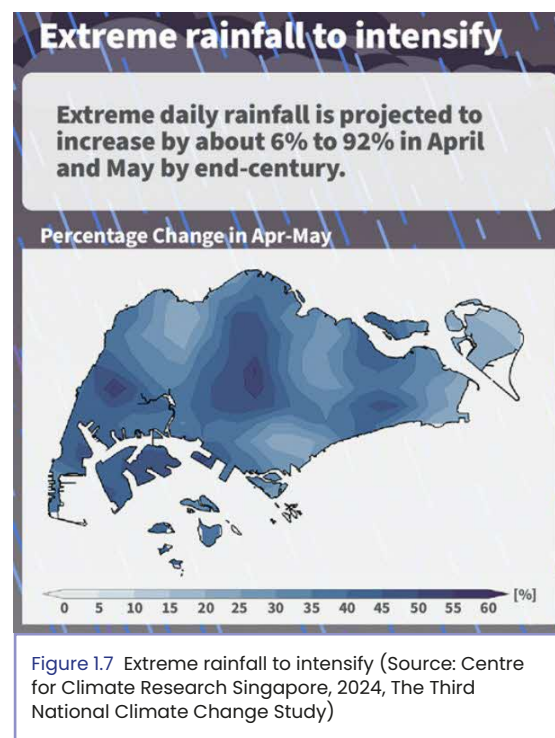 Extreme rainfall to intensify
Extreme daily rainfall is projected to
increase by about 6% to 92% in April
and May by end-century.
Percentage Change in Apr-May
0 5 10 15 20 25 30 35 40 45 50 55 60 [%]
Figure 1.7 Extreme rainfall to intensify (Source: Centre
for Climate Research Singapore, 2024, The Third
National Climate Change Study)